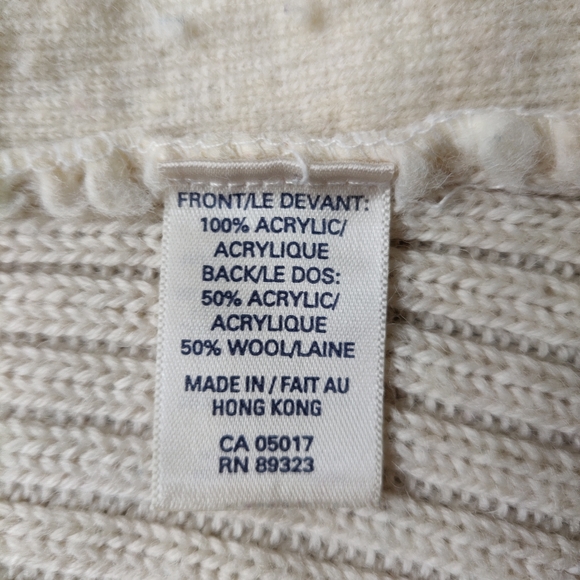 FRONT/LE DEVANT:
100% ACRYLIC/
ACRYLIQUE
BACK/LE DOS:
50% ACRYLIC/
ACRYLIQUE
50% WOOL/LAINE
MADE IN / FAIT AU
HONG KONG
CA 05017
RN 89323